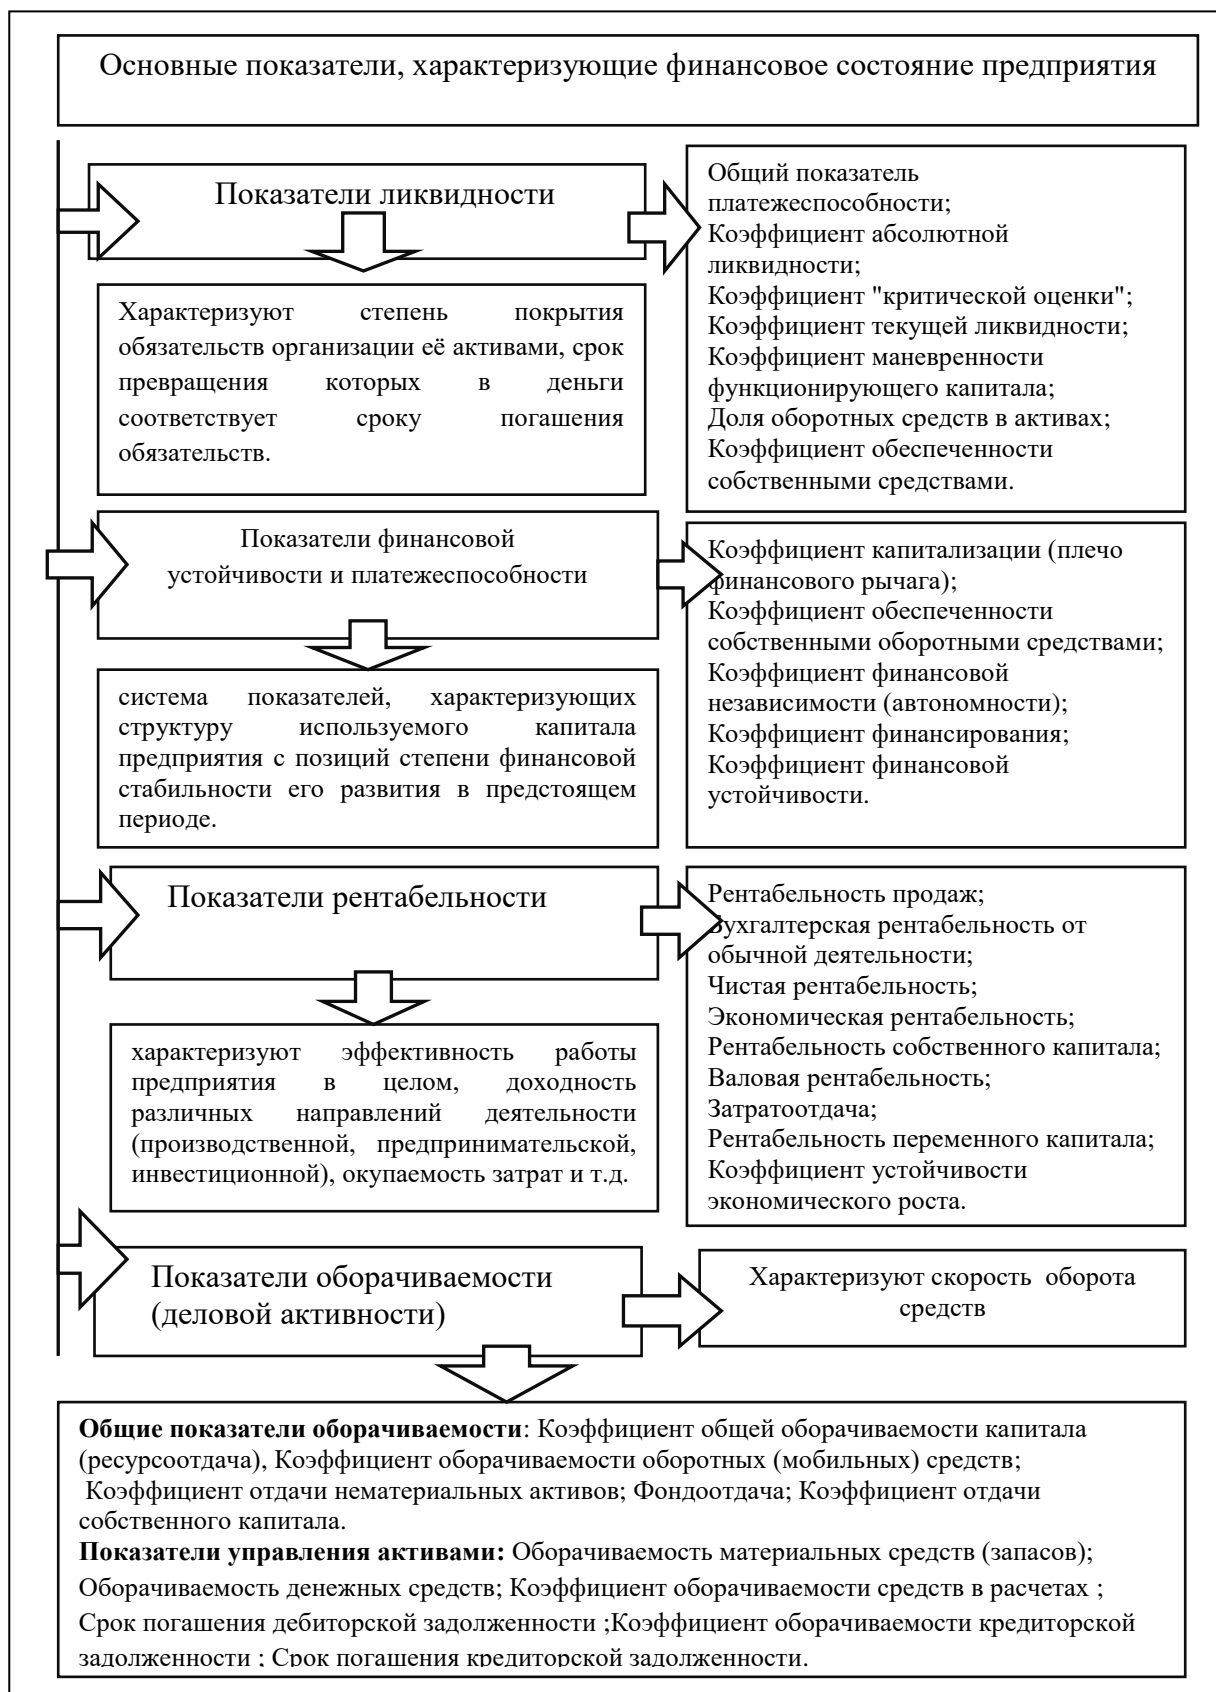 Основные показатели, характеризующие финансовое состояние предприятия
Показатели ликвидности
Общий показатель
платежеспособности;
Коэффициент абсолютной
ликвидности;
Коэффициент "критической оценки";
Коэффициент текущей ликвидности;
Коэффициент маневренности
функционирующего капитала;
Доля оборотных средств в активах;
Коэффициент обеспеченности
собственными средствами.
Характеризуют степень покрытия
обязательств организации её активами, срок
превращения которых в деньги
соответствует сроку погашения
обязательств.
Показатели финансовой
устойчивости и платежеспособности
Коэффициент капитализации (плечо
финансового рычага);
Коэффициент обеспеченности
собственными оборотными средствами;
Коэффициент финансовой
независимости (автономности);
Коэффициент финансирования;
Коэффициент финансовой
устойчивости.
система показателей, характеризующих
структуру используемого капитала
предприятия с позиций степени финансовой
стабильности его развития в предстоящем
периоде.
Показатели рентабельности
Рентабельность продаж;
Бухгалтерская рентабельность от
обычной деятельности;
Чистая рентабельность;
Экономическая рентабельность;
Рентабельность собственного капитала;
Валовая рентабельность;
Затратоотдача;
Рентабельность переменного капитала;
Коэффициент устойчивости
экономического роста.
характеризуют эффективность работы
предприятия в целом, доходность
различных направлений деятельности
(производственной, предпринимательской,
инвестиционной), окупаемость затрат и т.д.
Показатели оборачиваемости
(деловой активности)
Характеризуют скорость оборота
средств
Общие показатели оборачиваемости: Коэффициент общей оборачиваемости капитала
(ресурсоотдача), Коэффициент оборачиваемости оборотных (мобильных) средств;
Коэффициент отдачи нематериальных активов; Фондоотдача; Коэффициент отдачи
собственного капитала.
Показатели управления активами: Оборачиваемость материальных средств (запасов);
Оборачиваемость денежных средств; Коэффициент оборачиваемости средств в расчетах ;
Срок погашения дебиторской задолженности ;Коэффициент оборачиваемости кредиторской
задолженности ; Срок погашения кредиторской задолженности.